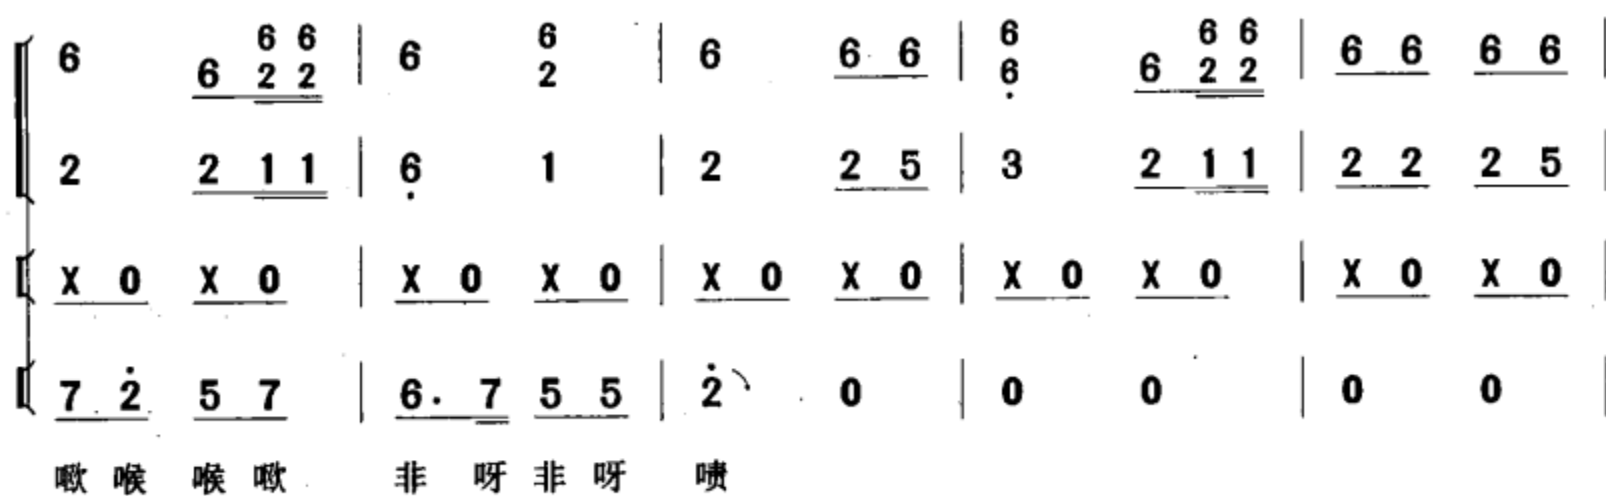 6 6 6 6 | 6 6 | 6 6 6 | 6 6 6 6 | 6 6 6 6
2 2 2 6 2 2
2 2 1 1 | 6 1 | 2 2 5 | 3 2 1 1 | 2 2 2 5
X 0 X 0 | X 0 X 0 | X 0 X 0 | X 0 X 0 | X 0 X 0
7 2̇ 5 7 | 6. 7 5 5 | 2̇ 0 | 0 0 | 0 0
噷 喉 喉 噷 非 呀 非 呀 啧